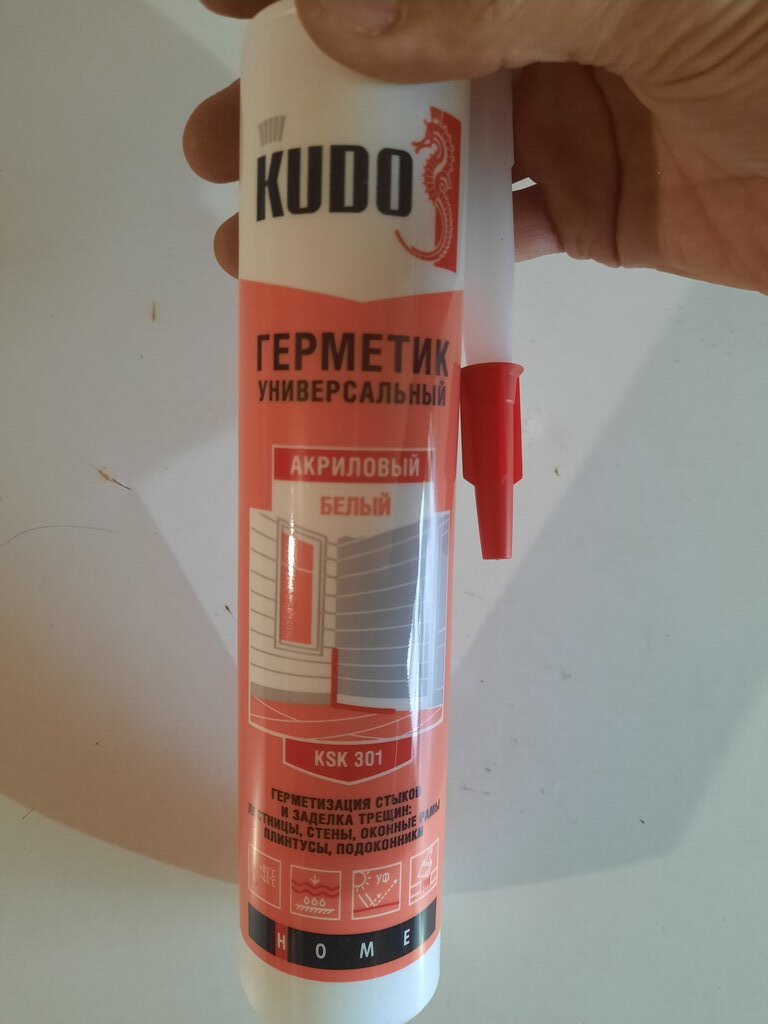 KUDO
ГЕРМЕТИК
УНИВЕРСАЛЬНЫЙ
АКРИЛОВЫЙ
БЕЛЫЙ
KSK 301
ГЕРМЕТИЗАЦИЯ СТЫКОВ
И ЗАДЕЛКА ТРЕЩИН:
ЛЕСТНИЦЫ, СТЕНЫ, ОКОННЫЕ РАМЫ
ПЛИНТУСЫ, ПОДОКОННИКИ
УФ
HOME